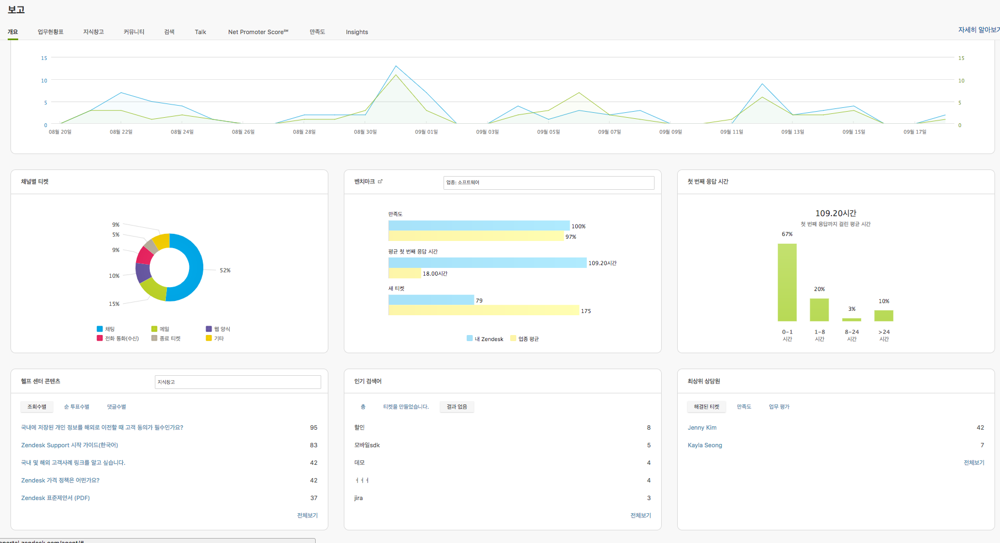 보고
개요 업무현황표 지식창고 커뮤니티 검색 Talk Net Promoter Score℠ 만족도 Insights 자세히 알아보기
15 15
10 10
5 5
0 0
08월 20일 08월 22일 08월 24일 08월 26일 08월 28일 08월 30일 09월 01일 09월 03일 09월 05일 09월 07일 09월 09일 09월 11일 09월 13일 09월 15일 09월 17일
채널별 티켓
9%
5%
9%
10%
15%
52%
채팅 메일 웹 양식
전화 통화(수신) 종료 티켓 기타
벤치마크 업종: 소프트웨어
만족도
100%
97%
평균 첫 번째 응답 시간
109.20시간
18.00시간
새 티켓
79
175
내 Zendesk 업종 평균
첫 번째 응답 시간
109.20시간
첫 번째 응답까지 걸린 평균 시간
67%
20%
3%
10%
0-1 1-8 8-24 >24
시간 시간 시간 시간
헬프 센터 콘텐츠 지식창고
조회수별 순 투표수별 댓글수별
국내에 저장된 개인 정보를 해외로 이전할 때 고객 동의가 필수인가요? 95
Zendesk Support 시작 가이드(한국어) 83
국내 및 해외 고객사례 링크를 알고 싶습니다. 42
Zendesk 가격 정책은 어떤가요? 42
Zendesk 표준제안서 (PDF) 37
전체보기
인기 검색어
총 티켓을 만들었습니다. 결과 없음
할인 8
모바일sdk 5
데모 4
ㅓㅓㅓ 4
jira 3
전체보기
최상위 상담원
해결된 티켓 만족도 업무 평가
Jenny Kim 42
Kayla Seong 7
전체보기